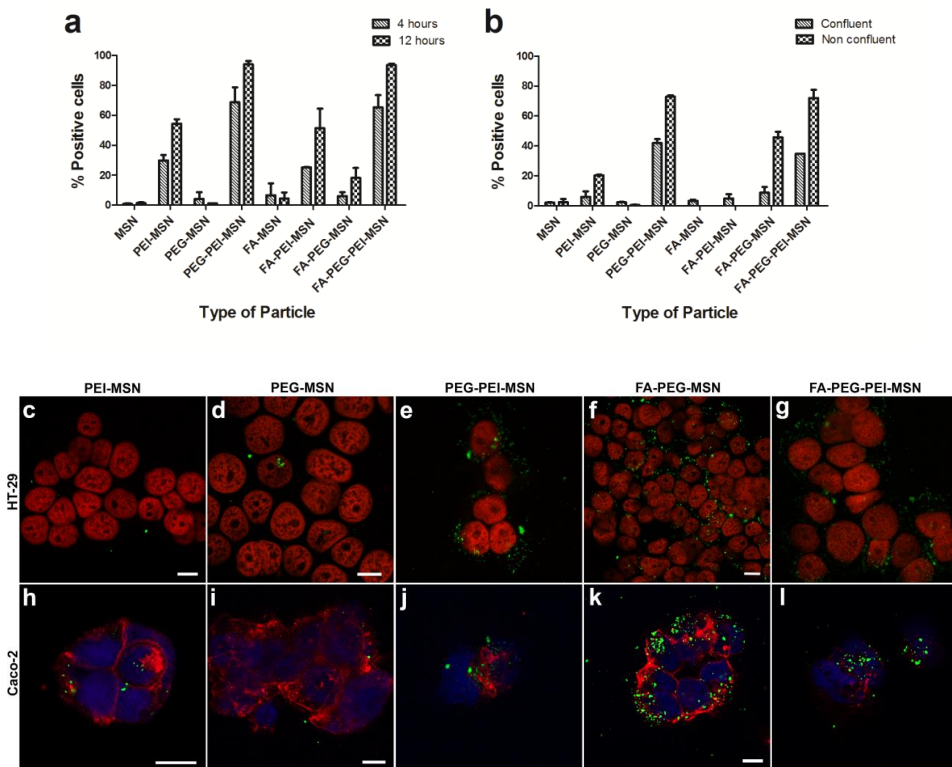 a
4 hours
12 hours
% Positive cells
100
80
60
40
20
0
MSN
PEI-MSN
PEG-MSN
PEG-PEI-MSN
FA-MSN
FA-PEI-MSN
FA-PEG-MSN
FA-PEG-PEI-MSN
Type of Particle
b
Confluent
Non confluent
% Positive cells
100
80
60
40
20
0
MSN
PEI-MSN
PEG-MSN
PEG-PEI-MSN
FA-MSN
FA-PEI-MSN
FA-PEG-MSN
FA-PEG-PEI-MSN
Type of Particle
PEI-MSN
PEG-MSN
PEG-PEI-MSN
FA-PEG-MSN
FA-PEG-PEI-MSN
HT-29
c
d
e
f
g
Caco-2
h
i
j
k
l